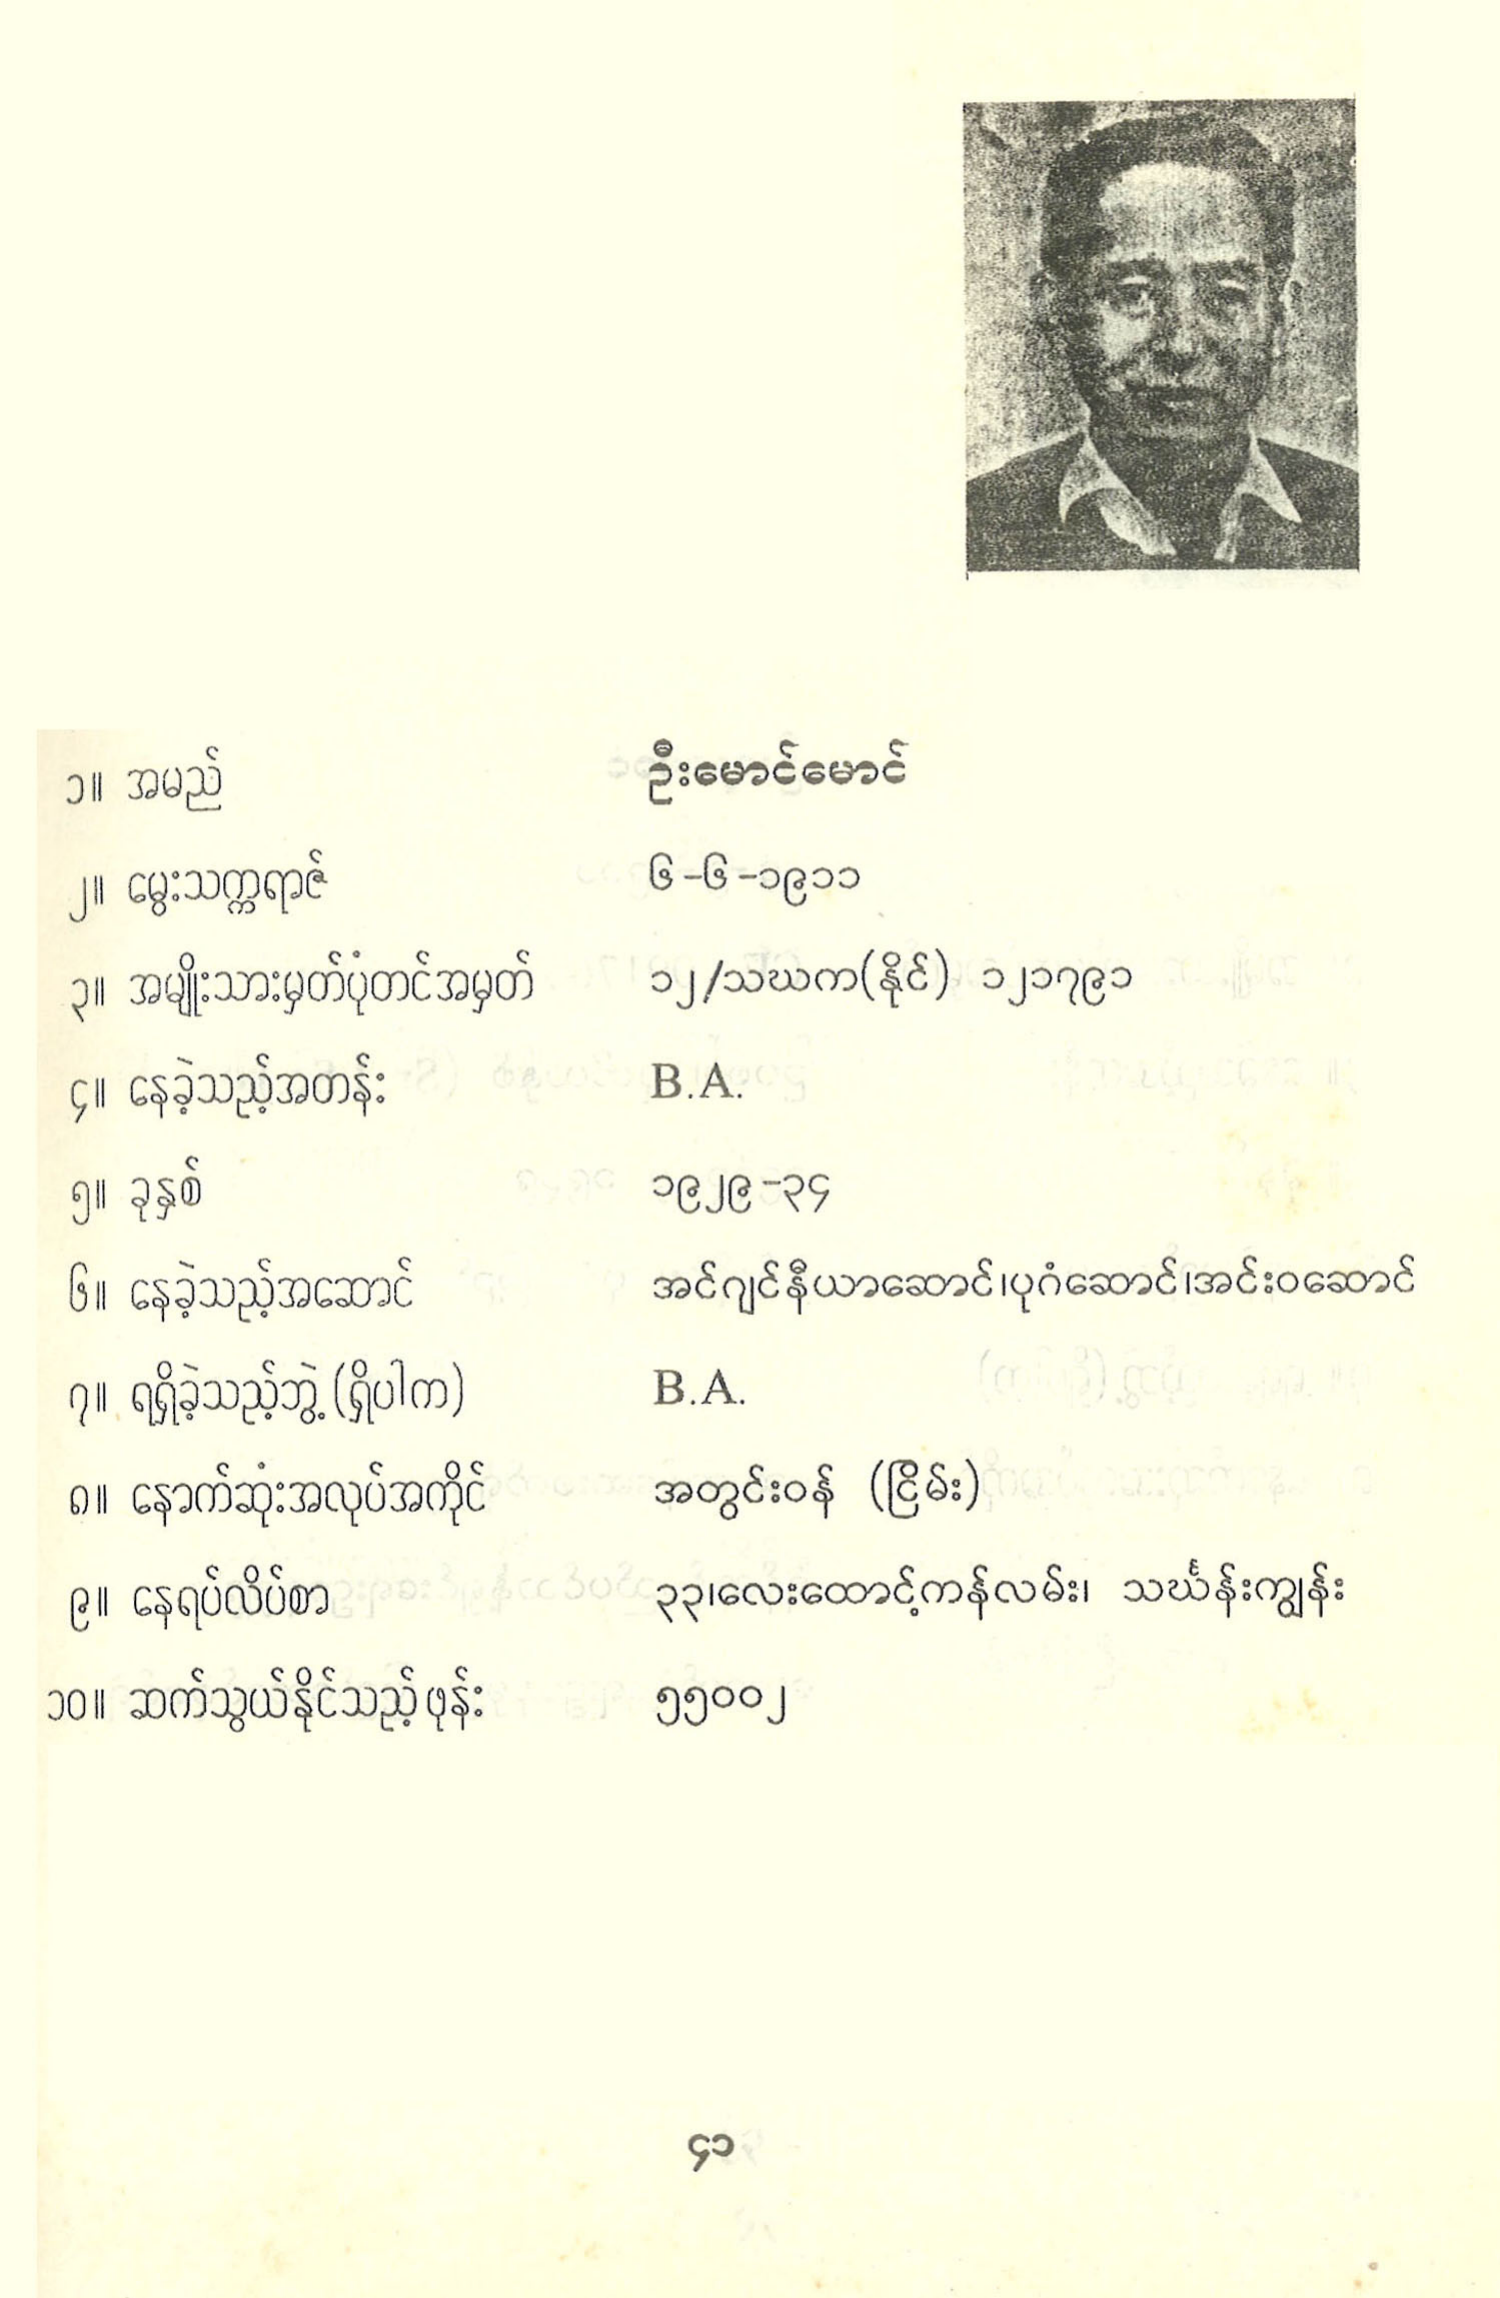 ၁။ အမည် ဦးမောင်မောင်
၂။ မွေးသက္ကရာဇ် ၆-၆-၁၉၁၁
၃။ အမျိုးသားမှတ်ပုံတင်အမှတ် ၁၂/သဃက(နိုင်) ၁၂၁၇၉၁
၄။ နေခဲ့သည့်အတန်း B.A.
၅။ ခုနှစ် ၁၉၂၉-၃၄
၆။ နေခဲ့သည့်အဆောင် အင်ဂျင်နီယာဆောင်၊ပုဂံဆောင်၊အင်းဝဆောင်
၇။ ရရှိခဲ့သည့်ဘွဲ့(ရှိပါက) B.A.
၈။ နောက်ဆုံးအလုပ်အကိုင် အတွင်းဝန် (ငြိမ်း)
၉။ နေရပ်လိပ်စာ ၃၃၊လေးထောင့်ကန်လမ်း၊ သင်္ဃန်းကျွန်း
၁၀။ ဆက်သွယ်နိုင်သည့်ဖုန်း ၅၅၀၀၂
၄၁